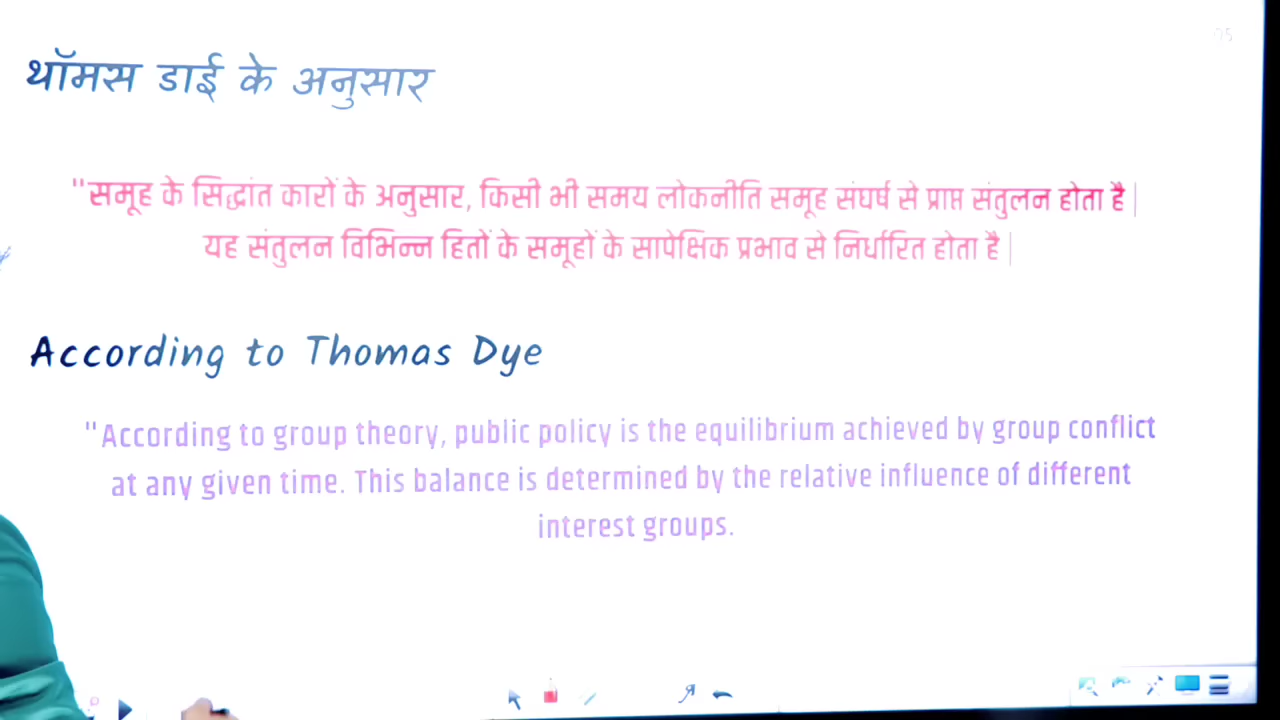 05
थॉमस डाई के अनुसार
"समूह के सिद्धांत कारों के अनुसार, किसी भी समय लोकनीति समूह संघर्ष से प्राप्त संतुलन होता है|
यह संतुलन विभिन्न हितों के समूहों के सापेक्षिक प्रभाव से निर्धारित होता है|
According to Thomas Dye
"According to group theory, public policy is the equilibrium achieved by group conflict
at any given time. This balance is determined by the relative influence of different
interest groups.